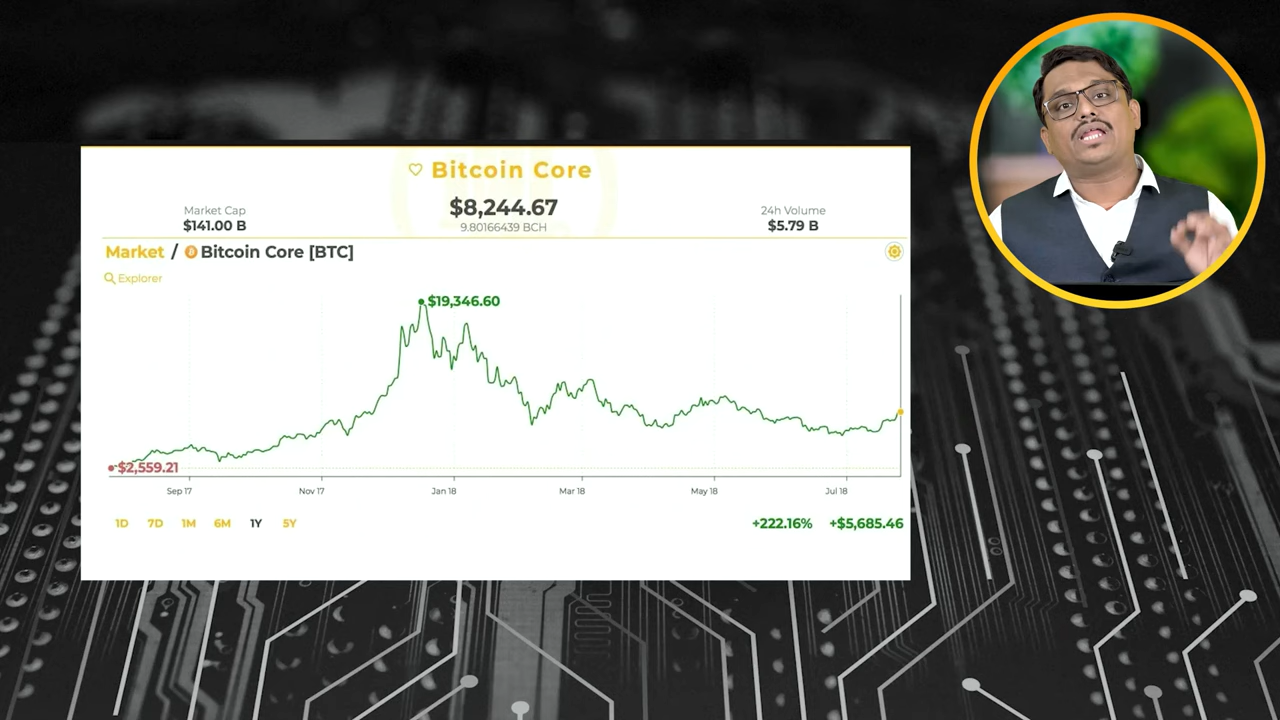 Bitcoin Core
Market Cap
$141.00 B
$8,244.67
9.80166439 BCH
24h Volume
$5.79 B
Market / Bitcoin Core [BTC]
Explorer
$19,346.60
$2,559.21
Sep 17 Nov 17 Jan 18 Mar 18 May 18 Jul 18
1D 7D 1M 6M 1Y 5Y +222.16% +$5,685.46